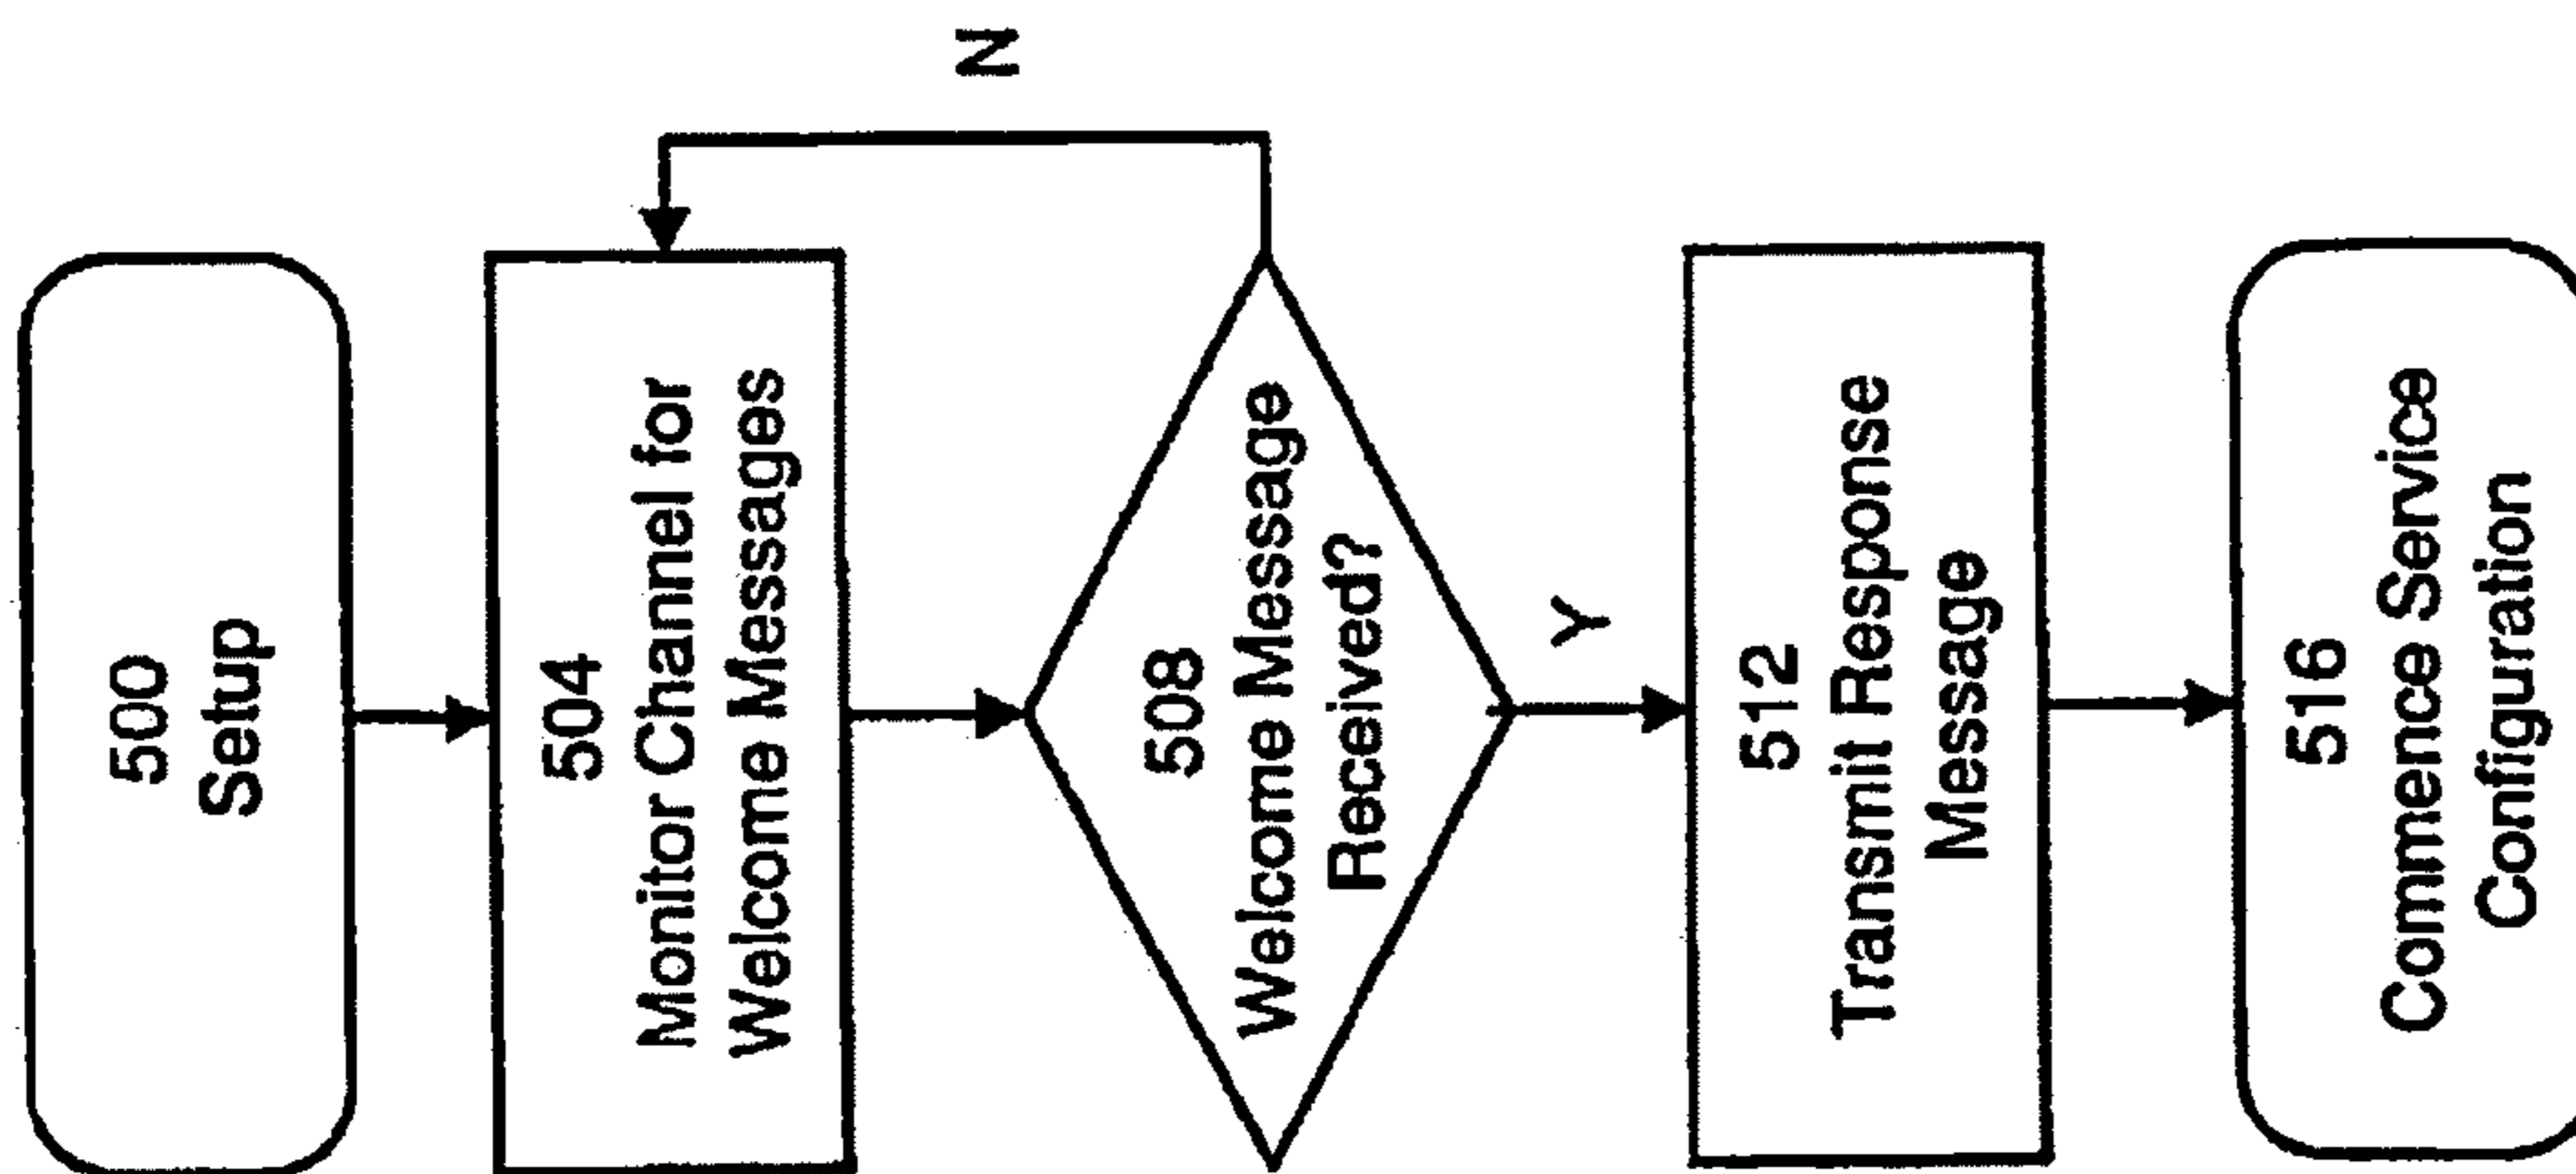 500
Setup
504
Monitor Channel for
Welcome Messages
N
508
Welcome Message
Received?
Y
512
Transmit Response
Message
516
Commence Service
Configuration